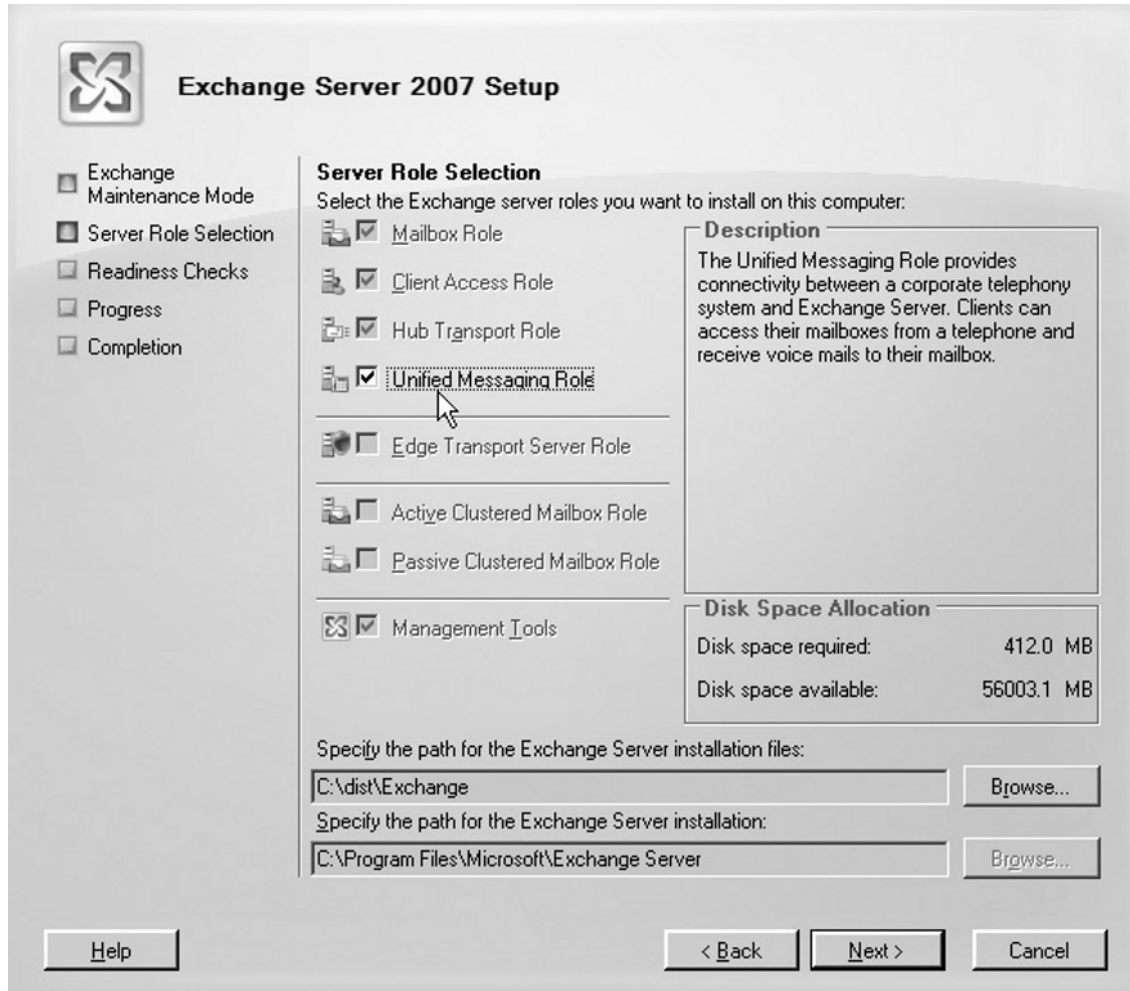 Exchange Server 2007 Setup
Exchange
Maintenance Mode
Server Role Selection
Readiness Checks
Progress
Completion
Server Role Selection
Select the Exchange server roles you want to install on this computer:
Mailbox Role
Client Access Role
Hub Transport Role
Unified Messaging Role
Edge Transport Server Role
Active Clustered Mailbox Role
Passive Clustered Mailbox Role
Management Tools
Description
The Unified Messaging Role provides
connectivity between a corporate telephony
system and Exchange Server. Clients can
access their mailboxes from a telephone and
receive voice mails to their mailbox.
Disk Space Allocation
Disk space required: 412.0 MB
Disk space available: 56003.1 MB
Specify the path for the Exchange Server installation files:
C:\dist\Exchange
Browse...
Specify the path for the Exchange Server installation:
C:\Program Files\Microsoft\Exchange Server
Browse...
Help
< Back
Next >
Cancel